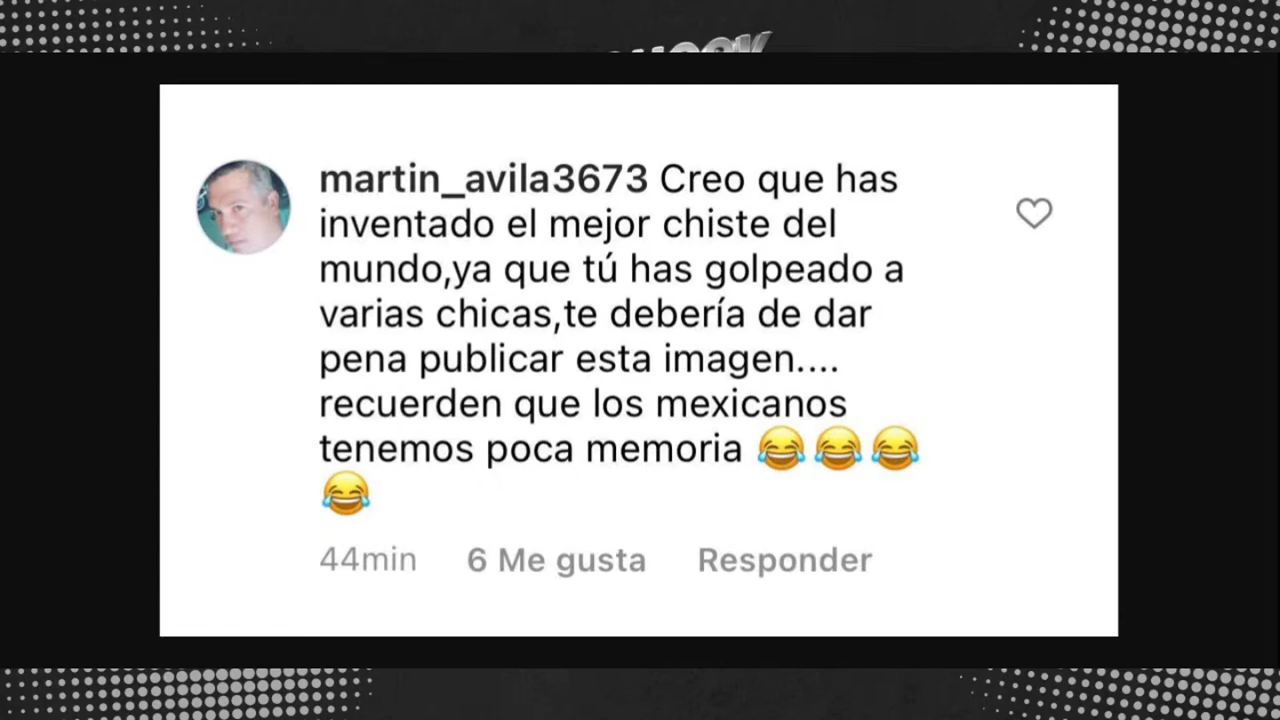 martin_avila3673 Creo que has
inventado el mejor chiste del
mundo,ya que tú has golpeado a
varias chicas,te debería de dar
pena publicar esta imagen....
recuerden que los mexicanos
tenemos poca memoria 😂😂😂
😂
44min 6 Me gusta Responder